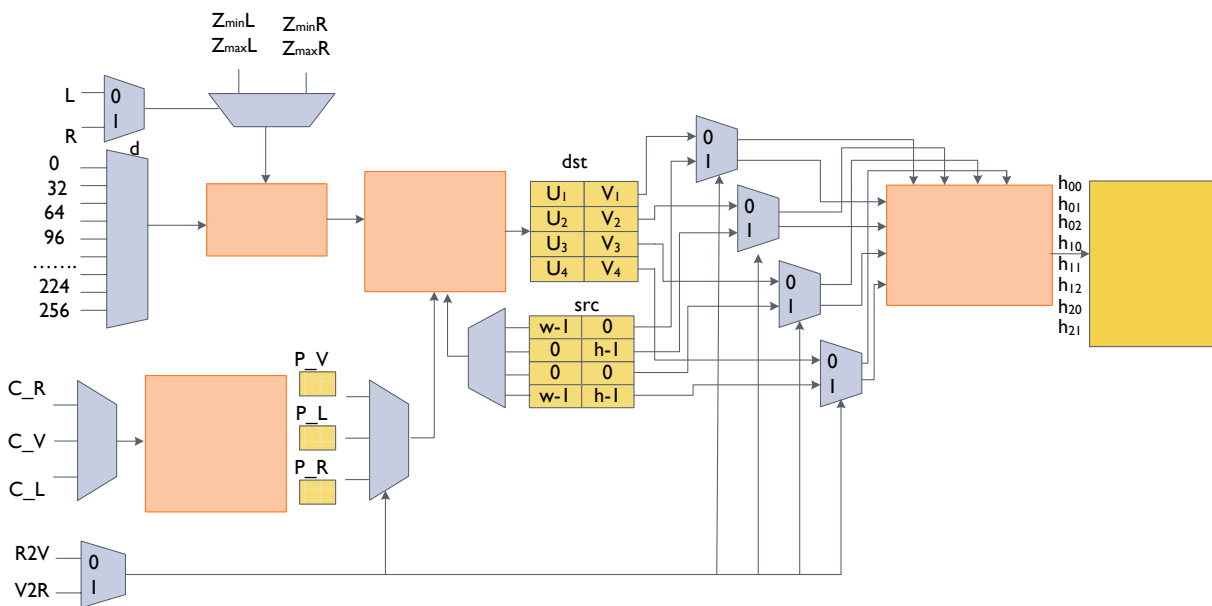 ZminL ZminR
ZmaxL ZmaxR
L
R
0
1
d
0
32
64
96
.......
224
256
dst
U1 V1
U2 V2
U3 V3
U4 V4
src
w-1 0
0 h-1
0 0
w-1 h-1
0
1
0
1
0
1
0
1
h00
h01
h02
h10
h11
h12
h20
h21
C_R
C_V
C_L
P_V
P_L
P_R
R2V
V2R
0
1